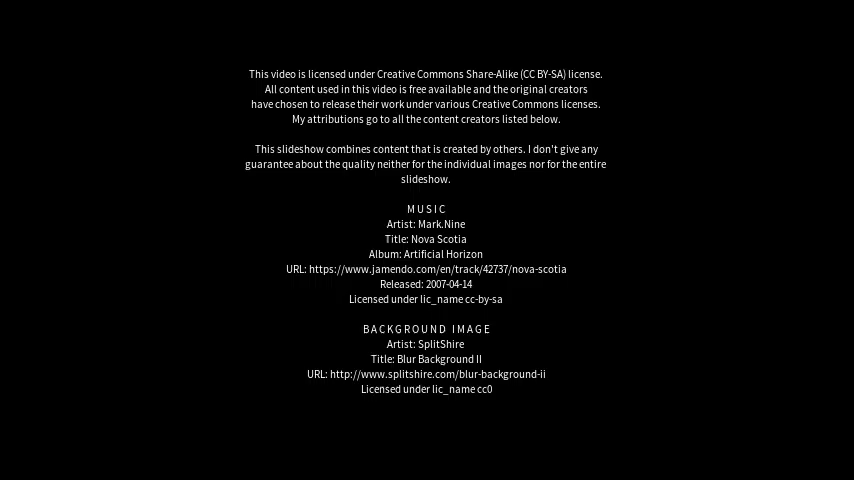 This video is licensed under Creative Commons Share-Alike (CC BY-SA) license.
All content used in this video is free available and the original creators
have chosen to release their work under various Creative Commons licenses.
My attributions go to all the content creators listed below.
This slideshow combines content that is created by others. I don't give any
guarantee about the quality neither for the individual images nor for the entire
slideshow.
MUSIC
Artist: Mark.Nine
Title: Nova Scotia
Album: Artificial Horizon
URL: https://www.jamendo.com/en/track/42737/nova-scotia
Released: 2007-04-14
Licensed under lic_name cc-by-sa
BACKGROUND IMAGE
Artist: SplitShire
Title: Blur Background II
URL: http://www.splitshire.com/blur-background-ii
Licensed under lic_name cc0